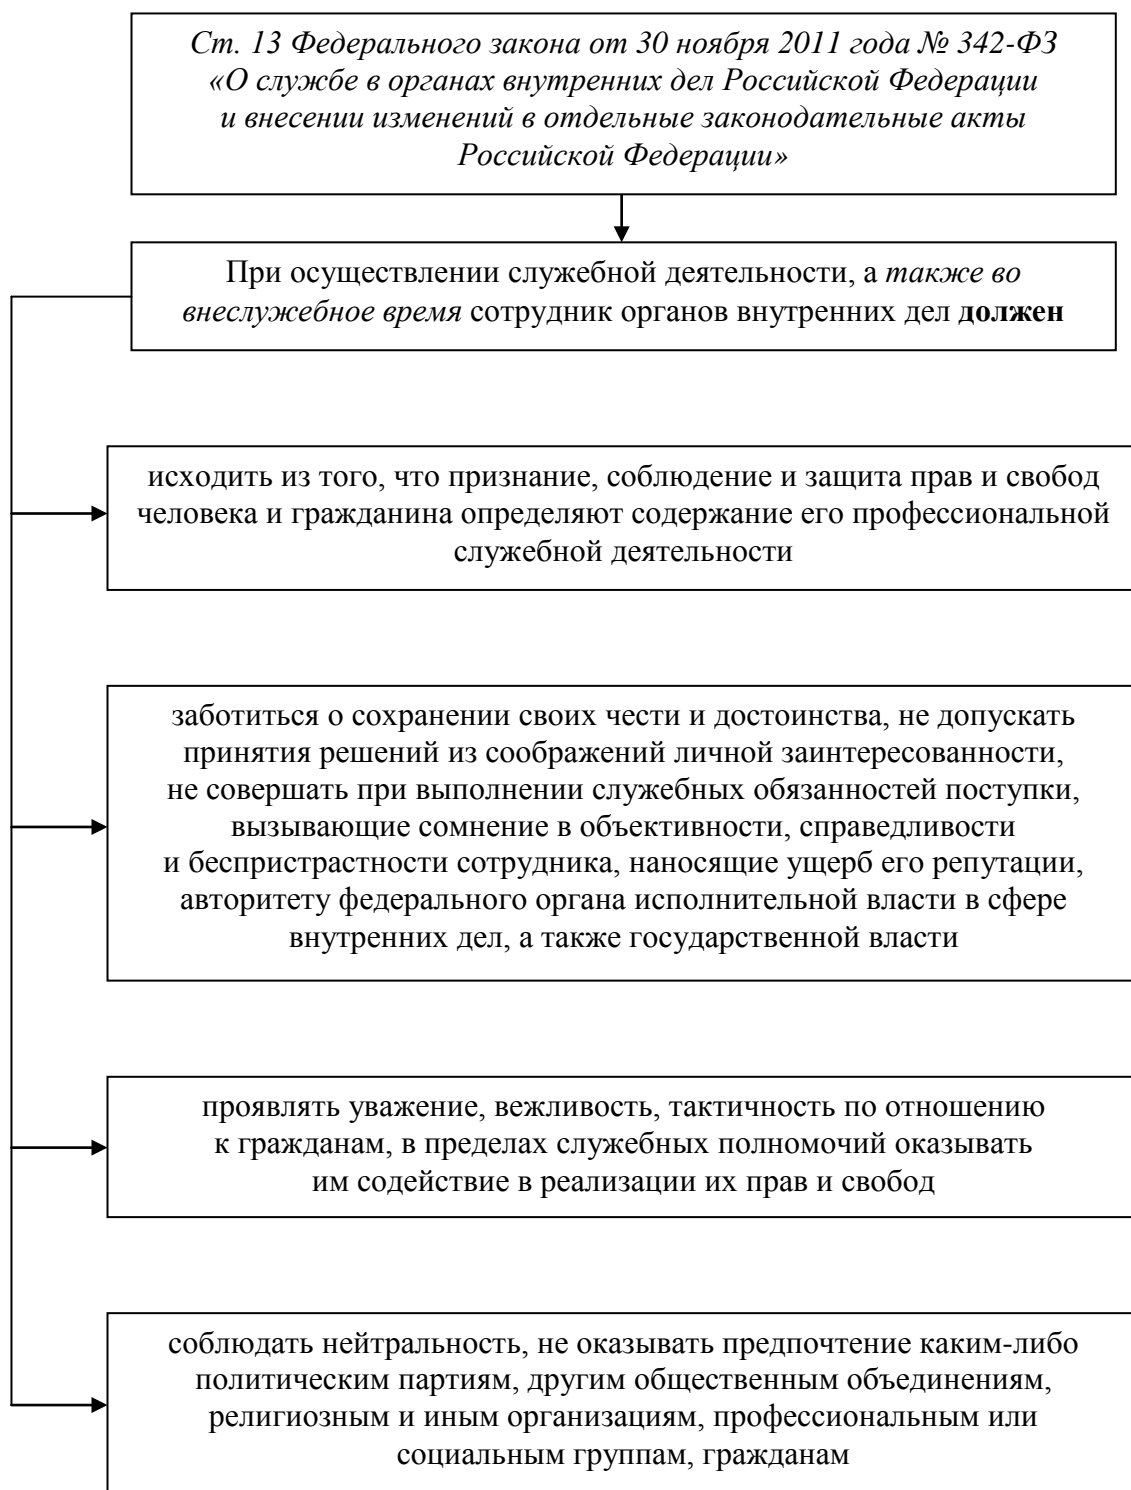 Ст. 13 Федерального закона от 30 ноября 2011 года № 342-ФЗ
«О службе в органах внутренних дел Российской Федерации
и внесении изменений в отдельные законодательные акты
Российской Федерации»
При осуществлении служебной деятельности, а также во
внеслужебное время сотрудник органов внутренних дел должен
исходить из того, что признание, соблюдение и защита прав и свобод
человека и гражданина определяют содержание его профессиональной
служебной деятельности
заботиться о сохранении своих чести и достоинства, не допускать
принятия решений из соображений личной заинтересованности,
не совершать при выполнении служебных обязанностей поступки,
вызывающие сомнение в объективности, справедливости
и беспристрастности сотрудника, наносящие ущерб его репутации,
авторитету федерального органа исполнительной власти в сфере
внутренних дел, а также государственной власти
проявлять уважение, вежливость, тактичность по отношению
к гражданам, в пределах служебных полномочий оказывать
им содействие в реализации их прав и свобод
соблюдать нейтральность, не оказывать предпочтение каким-либо
политическим партиям, другим общественным объединениям,
религиозным и иным организациям, профессиональным или
социальным группам, гражданам